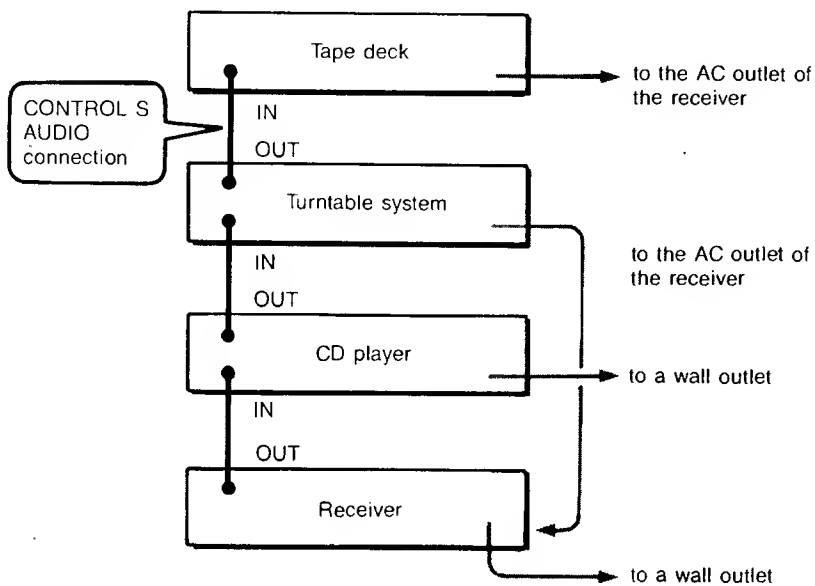 Tape deck
to the AC outlet of
the receiver
CONTROL S
AUDIO
connection
IN
OUT
Turntable system
to the AC outlet of
the receiver
IN
OUT
CD player
to a wall outlet
IN
OUT
Receiver
to a wall outlet